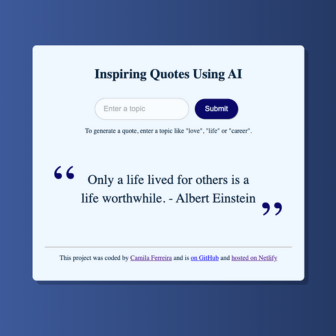 Inspiring Quotes Using AI
Enter a topic
Submit
To generate a quote, enter a topic like "love", "life" or "career".
“ Only a life lived for others is a
life worthwhile. - Albert Einstein ”
This project was coded by Camila Ferreira and is on GitHub and hosted on Netlify